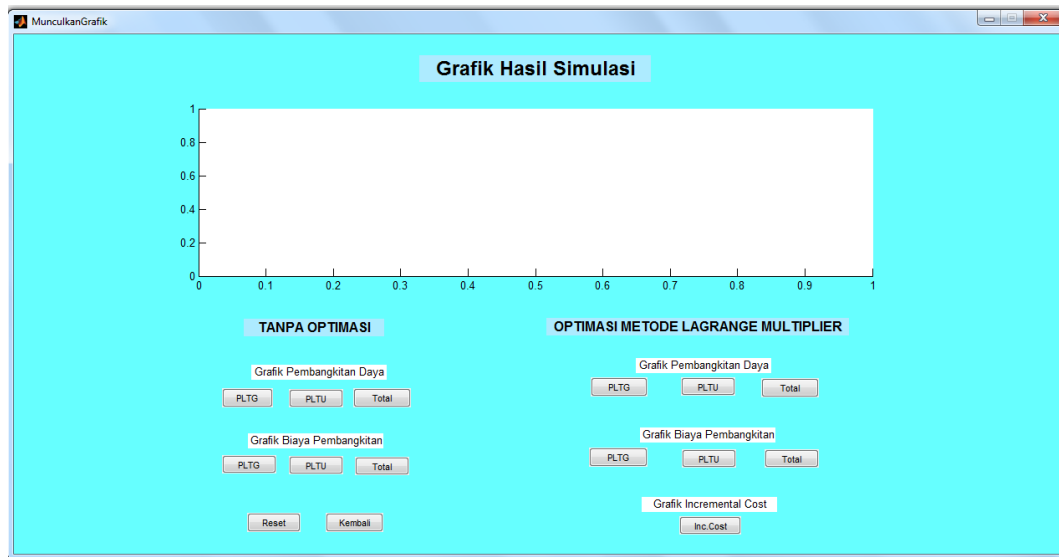 MunculkanGrafik
Grafik Hasil Simulasi
1
0.8
0.6
0.4
0.2
0
0 0.1 0.2 0.3 0.4 0.5 0.6 0.7 0.8 0.9 1
TANPA OPTIMASI
Grafik Pembangkitan Daya
PLTG PLTU Total
Grafik Biaya Pembangkitan
PLTG PLTU Total
Reset Kembali
OPTIMASI METODE LAGRANGE MULTIPLIER
Grafik Pembangkitan Daya
PLTG PLTU Total
Grafik Biaya Pembangkitan
PLTG PLTU Total
Grafik Incremental Cost
Inc.Cost